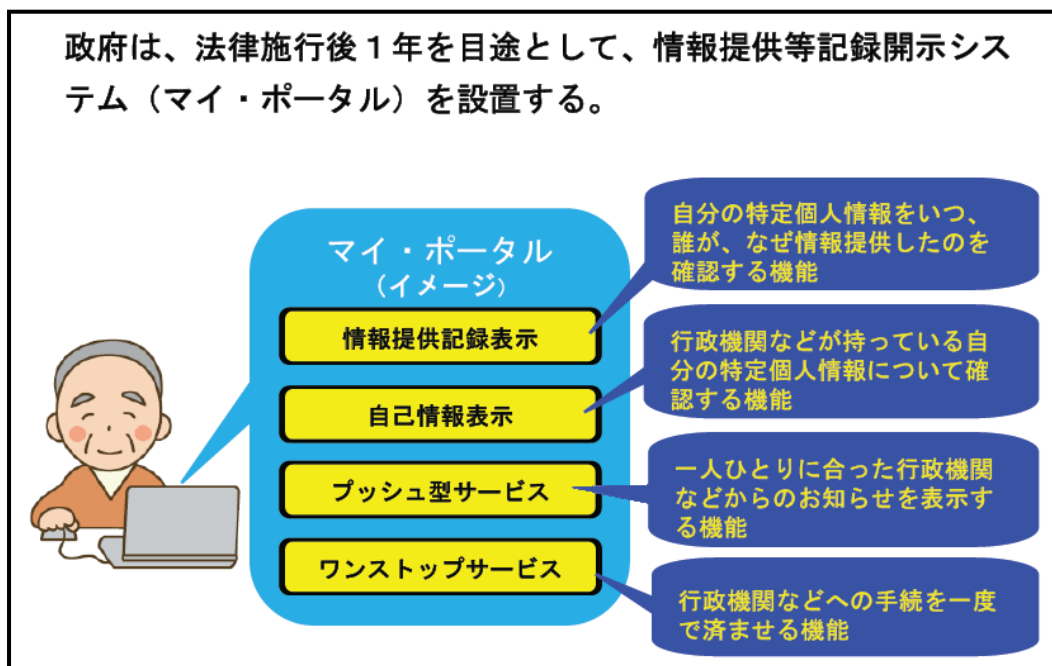 政府は、法律施行後１年を目途として、情報提供等記録開示シス
テム（マイ・ポータル）を設置する。
マイ・ポータル
（イメージ）
情報提供記録表示
自己情報表示
プッシュ型サービス
ワンストップサービス
自分の特定個人情報をいつ、
誰が、なぜ情報提供したのを
確認する機能
行政機関などが持っている自
分の特定個人情報について確
認する機能
一人ひとりに合った行政機関
などからのお知らせを表示す
る機能
行政機関などへの手続を一度
で済ませる機能